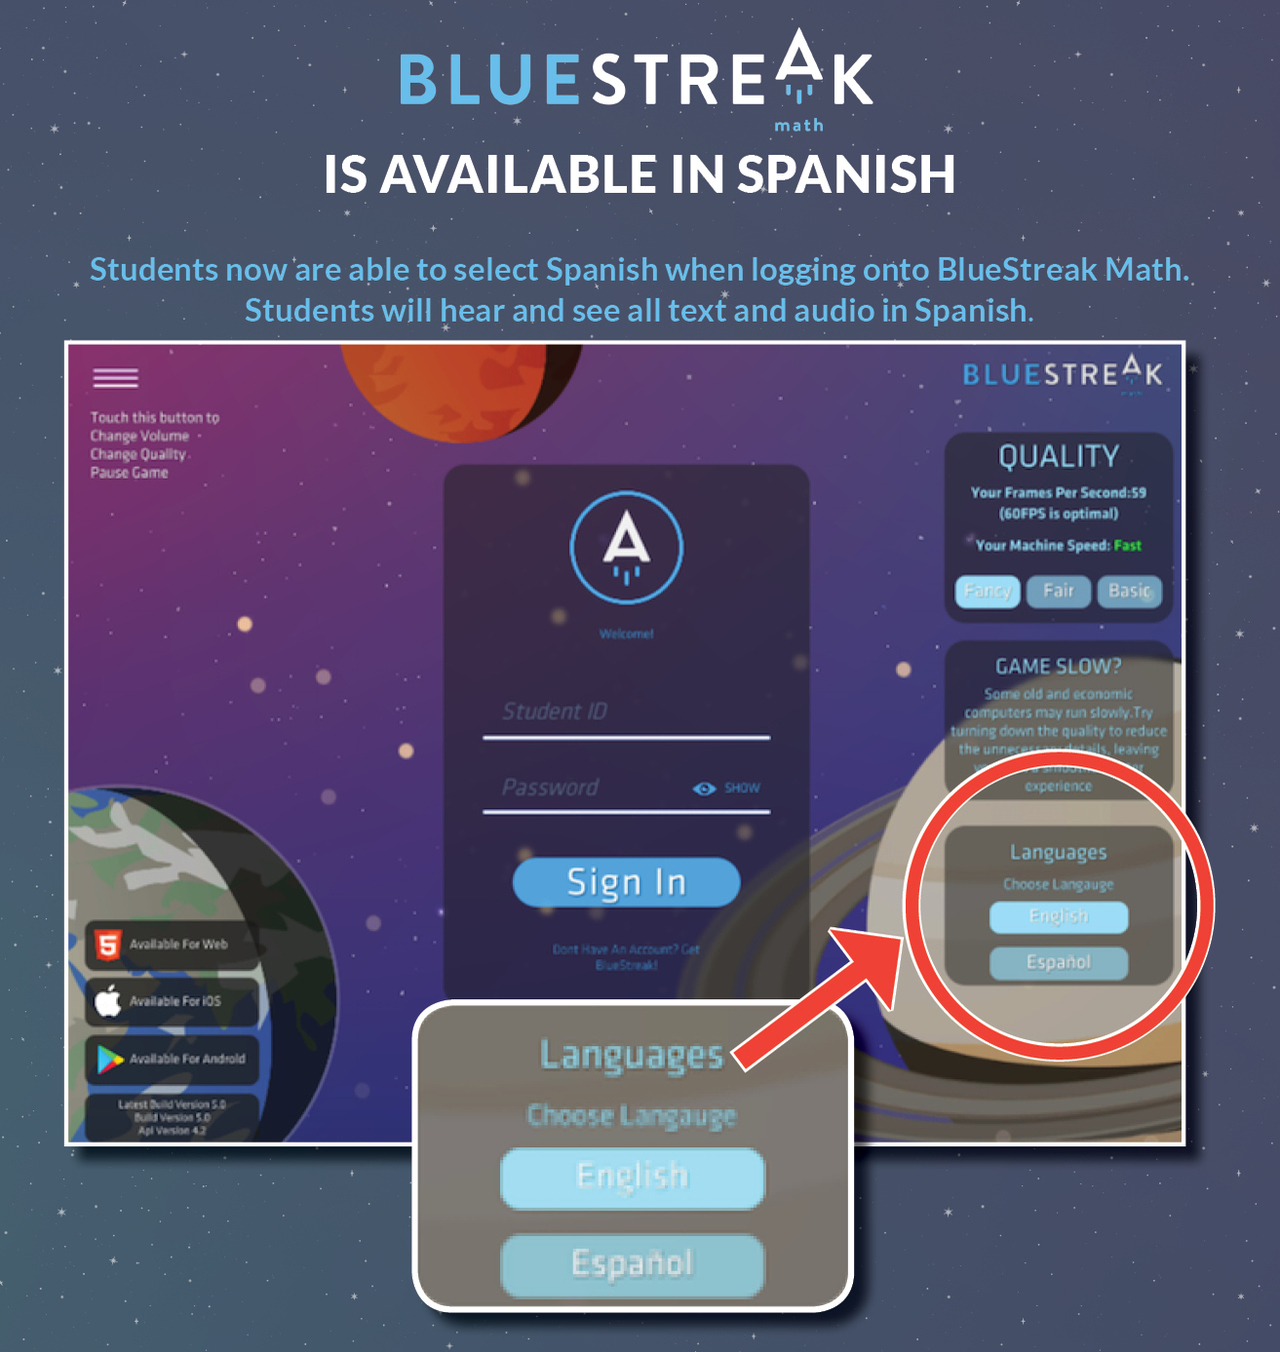 BLUESTREAK
math
IS AVAILABLE IN SPANISH
Students now are able to select Spanish when logging onto BlueStreak Math.
Students will hear and see all text and audio in Spanish.
Touch this button to
Change Volume
Change Quality
Pause Game
BLUESTREAK
QUALITY
Your Frames Per Second:59
(60FPS is optimal)
Your Machine Speed: Fast
Fancy
Fair
Basic
Welcome!
Student ID
Password
SHOW
Sign In
Dont Have An Account? Get
BlueStreak!
GAME SLOW?
Some old and economic
computers may run slowly.Try
turning down the quality to reduce
the unnecessary details, leaving
experience
Languages
Choose Langauge
English
Español
Available For Web
Available For iOS
Available For Android
Latest Build Version 5.0
Build Version 5.0
Api Version 4.2
Languages
Choose Langauge
English
Español